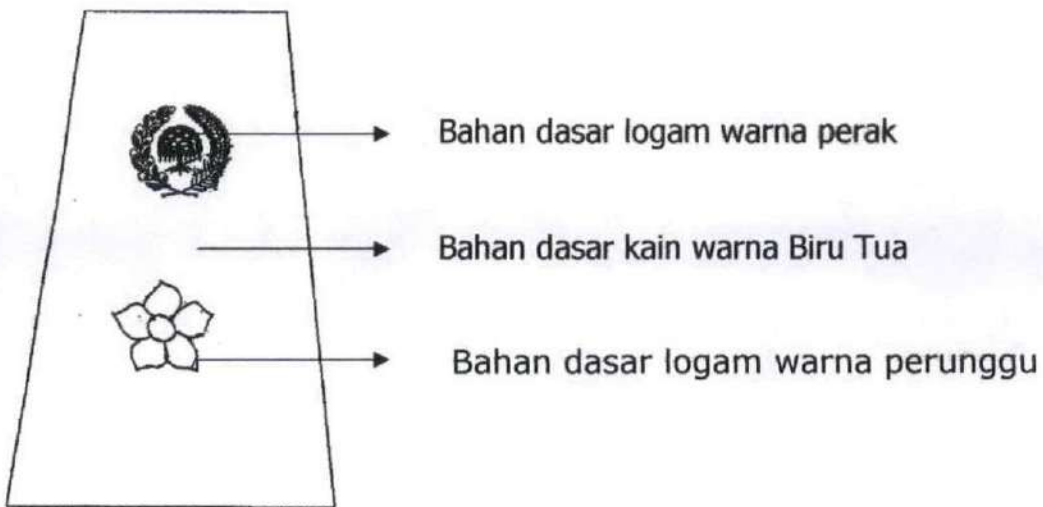 Bahan dasar logam warna perak
Bahan dasar kain warna Biru Tua
Bahan dasar logam warna perunggu